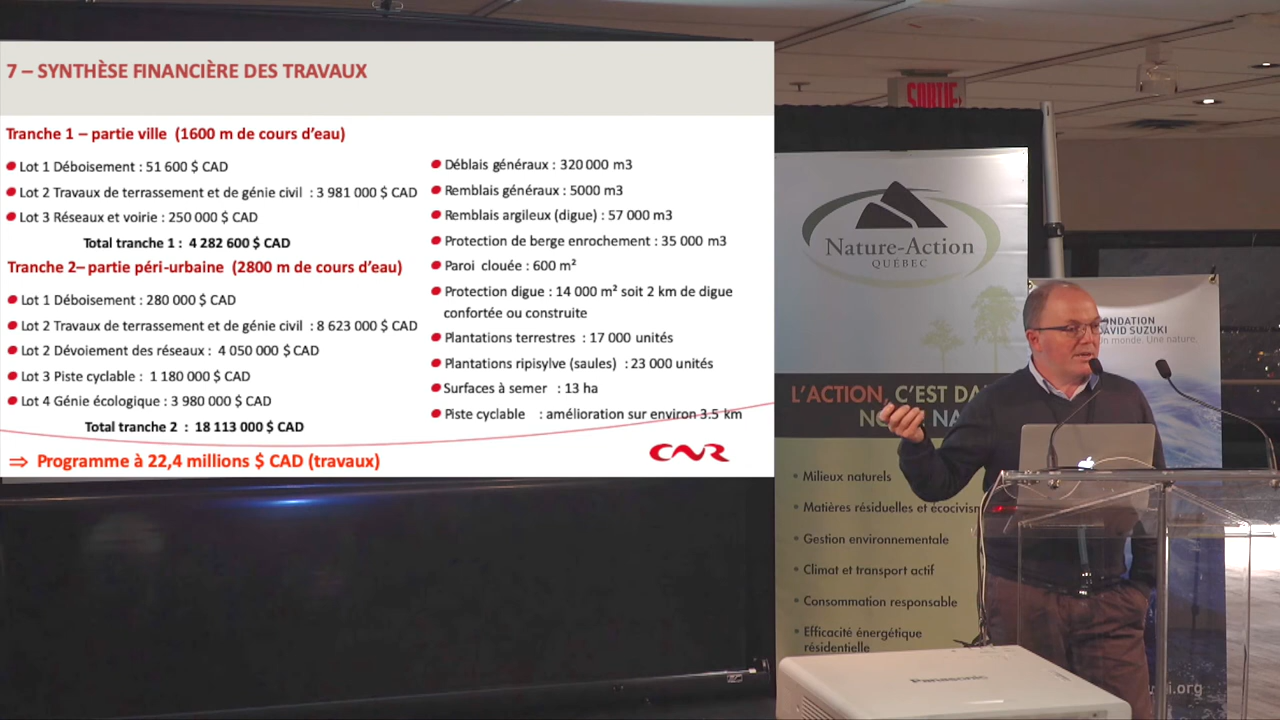 7 – SYNTHÈSE FINANCIÈRE DES TRAVAUX
Tranche 1 – partie ville (1600 m de cours d'eau)
Lot 1 Déboisement : 51 600 $ CAD
Lot 2 Travaux de terrassement et de génie civil : 3 981 000 $ CAD
Lot 3 Réseaux et voirie : 250 000 $ CAD
Total tranche 1 : 4 282 600 $ CAD
Tranche 2– partie péri-urbaine (2800 m de cours d'eau)
Lot 1 Déboisement : 280 000 $ CAD
Lot 2 Travaux de terrassement et de génie civil : 8 623 000 $ CAD
Lot 2 Dévoiement des réseaux : 4 050 000 $ CAD
Lot 3 Piste cyclable : 1 180 000 $ CAD
Lot 4 Génie écologique : 3 980 000 $ CAD
Total tranche 2 : 18 113 000 $ CAD
⇒ Programme à 22,4 millions $ CAD (travaux)
Déblais généraux : 320 000 m3
Remblais généraux : 5000 m3
Remblais argileux (digue) : 57 000 m3
Protection de berge enrochement : 35 000 m3
Paroi clouée : 600 m²
Protection digue : 14 000 m² soit 2 km de digue
confortée ou construite
Plantations terrestres : 17 000 unités
Plantations ripisylve (saules) : 23 000 unités
Surfaces à semer : 13 ha
Piste cyclable : amélioration sur environ 3.5 km
CNR
SORTIE
Nature-Action
QUÉBEC
L'ACTION, C'EST DA
NO
NA
• Milieux naturels
• Matières résiduelles et écocivism
• Gestion environnementale
• Climat et transport actif
• Consommation responsable
• Efficacité énergétique
résidentielle
ONDATION
DAVID SUZUKI
Un monde. Une nature.
Panasonic
i.org